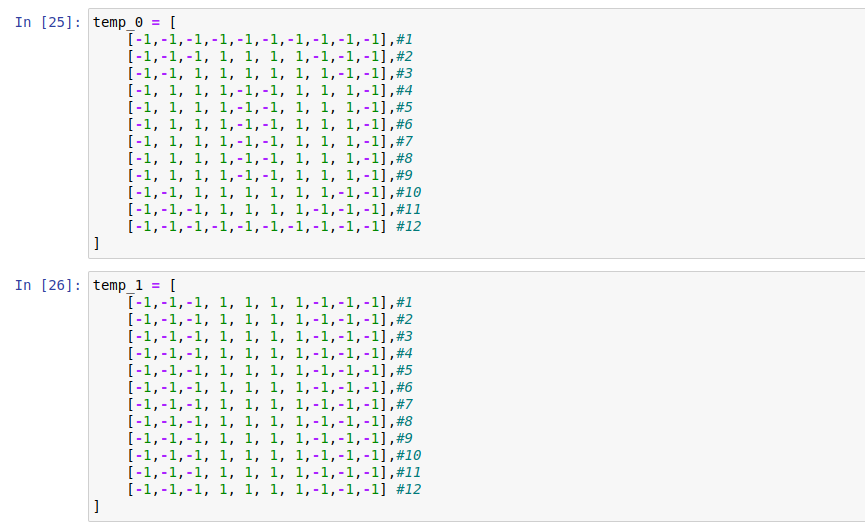 In [25]: temp_0 = [
[-1,-1,-1,-1,-1,-1,-1,-1,-1,-1],#1
[-1,-1,-1, 1, 1, 1, 1,-1,-1,-1],#2
[-1,-1, 1, 1, 1, 1, 1, 1,-1,-1],#3
[-1, 1, 1, 1,-1,-1, 1, 1, 1,-1],#4
[-1, 1, 1, 1,-1,-1, 1, 1, 1,-1],#5
[-1, 1, 1, 1,-1,-1, 1, 1, 1,-1],#6
[-1, 1, 1, 1,-1,-1, 1, 1, 1,-1],#7
[-1, 1, 1, 1,-1,-1, 1, 1, 1,-1],#8
[-1, 1, 1, 1,-1,-1, 1, 1, 1,-1],#9
[-1,-1, 1, 1, 1, 1, 1, 1,-1,-1],#10
[-1,-1,-1, 1, 1, 1, 1,-1,-1,-1],#11
[-1,-1,-1,-1,-1,-1,-1,-1,-1,-1] #12
]
In [26]: temp_1 = [
[-1,-1,-1, 1, 1, 1, 1,-1,-1,-1],#1
[-1,-1,-1, 1, 1, 1, 1,-1,-1,-1],#2
[-1,-1,-1, 1, 1, 1, 1,-1,-1,-1],#3
[-1,-1,-1, 1, 1, 1, 1,-1,-1,-1],#4
[-1,-1,-1, 1, 1, 1, 1,-1,-1,-1],#5
[-1,-1,-1, 1, 1, 1, 1,-1,-1,-1],#6
[-1,-1,-1, 1, 1, 1, 1,-1,-1,-1],#7
[-1,-1,-1, 1, 1, 1, 1,-1,-1,-1],#8
[-1,-1,-1, 1, 1, 1, 1,-1,-1,-1],#9
[-1,-1,-1, 1, 1, 1, 1,-1,-1,-1],#10
[-1,-1,-1, 1, 1, 1, 1,-1,-1,-1],#11
[-1,-1,-1, 1, 1, 1, 1,-1,-1,-1] #12
]